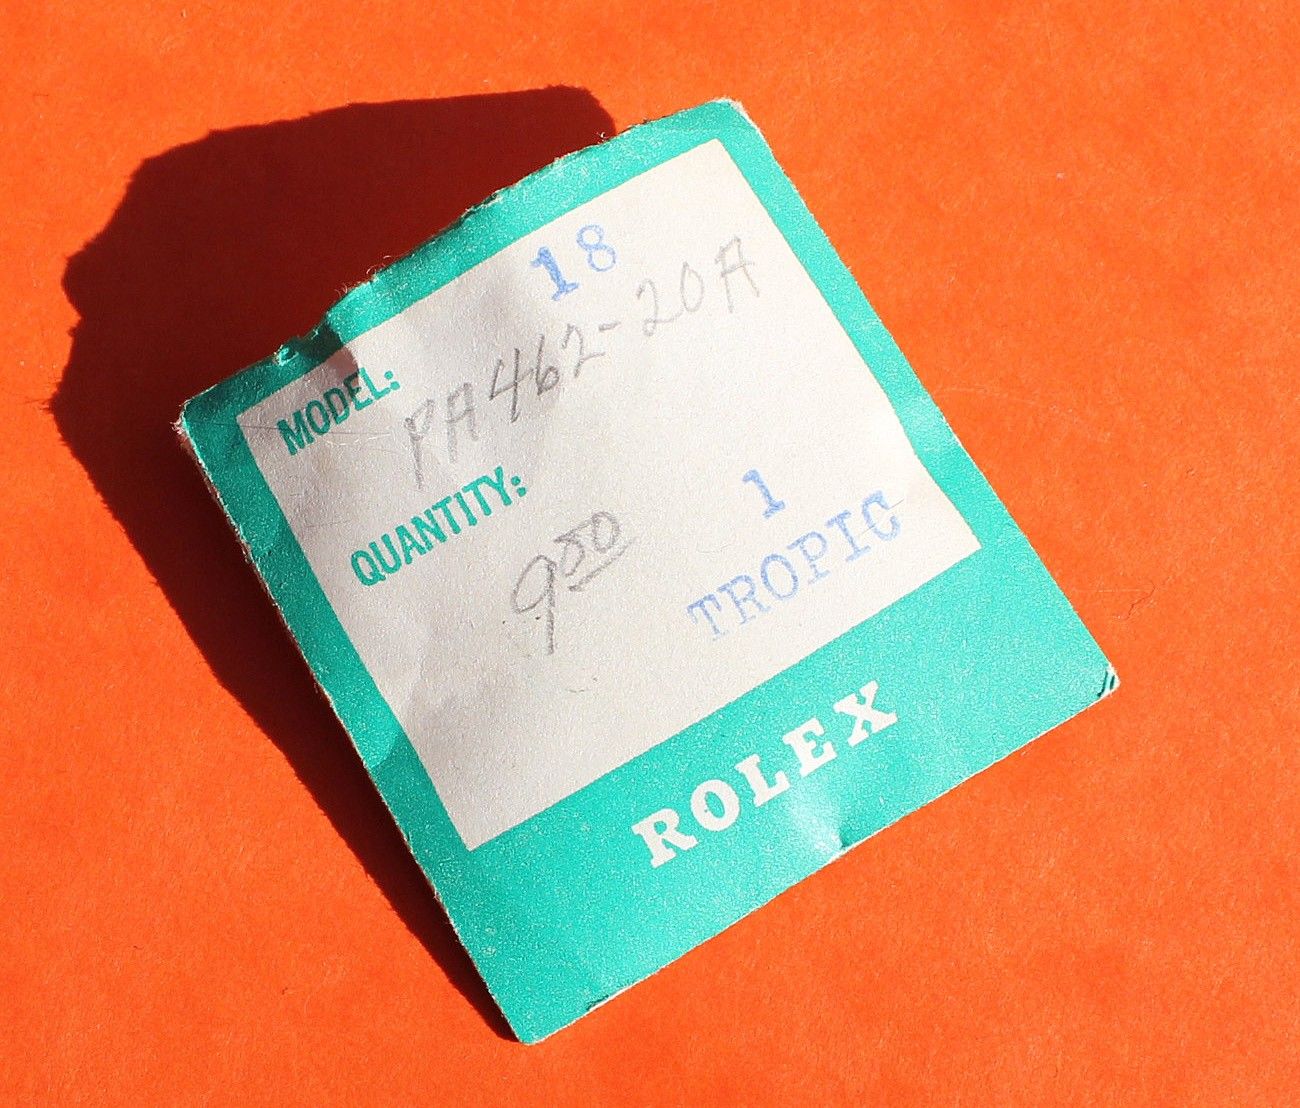 18
MODEL: PA462-20A
QUANTITY: 1
9 00
TROPIC
ROLEX